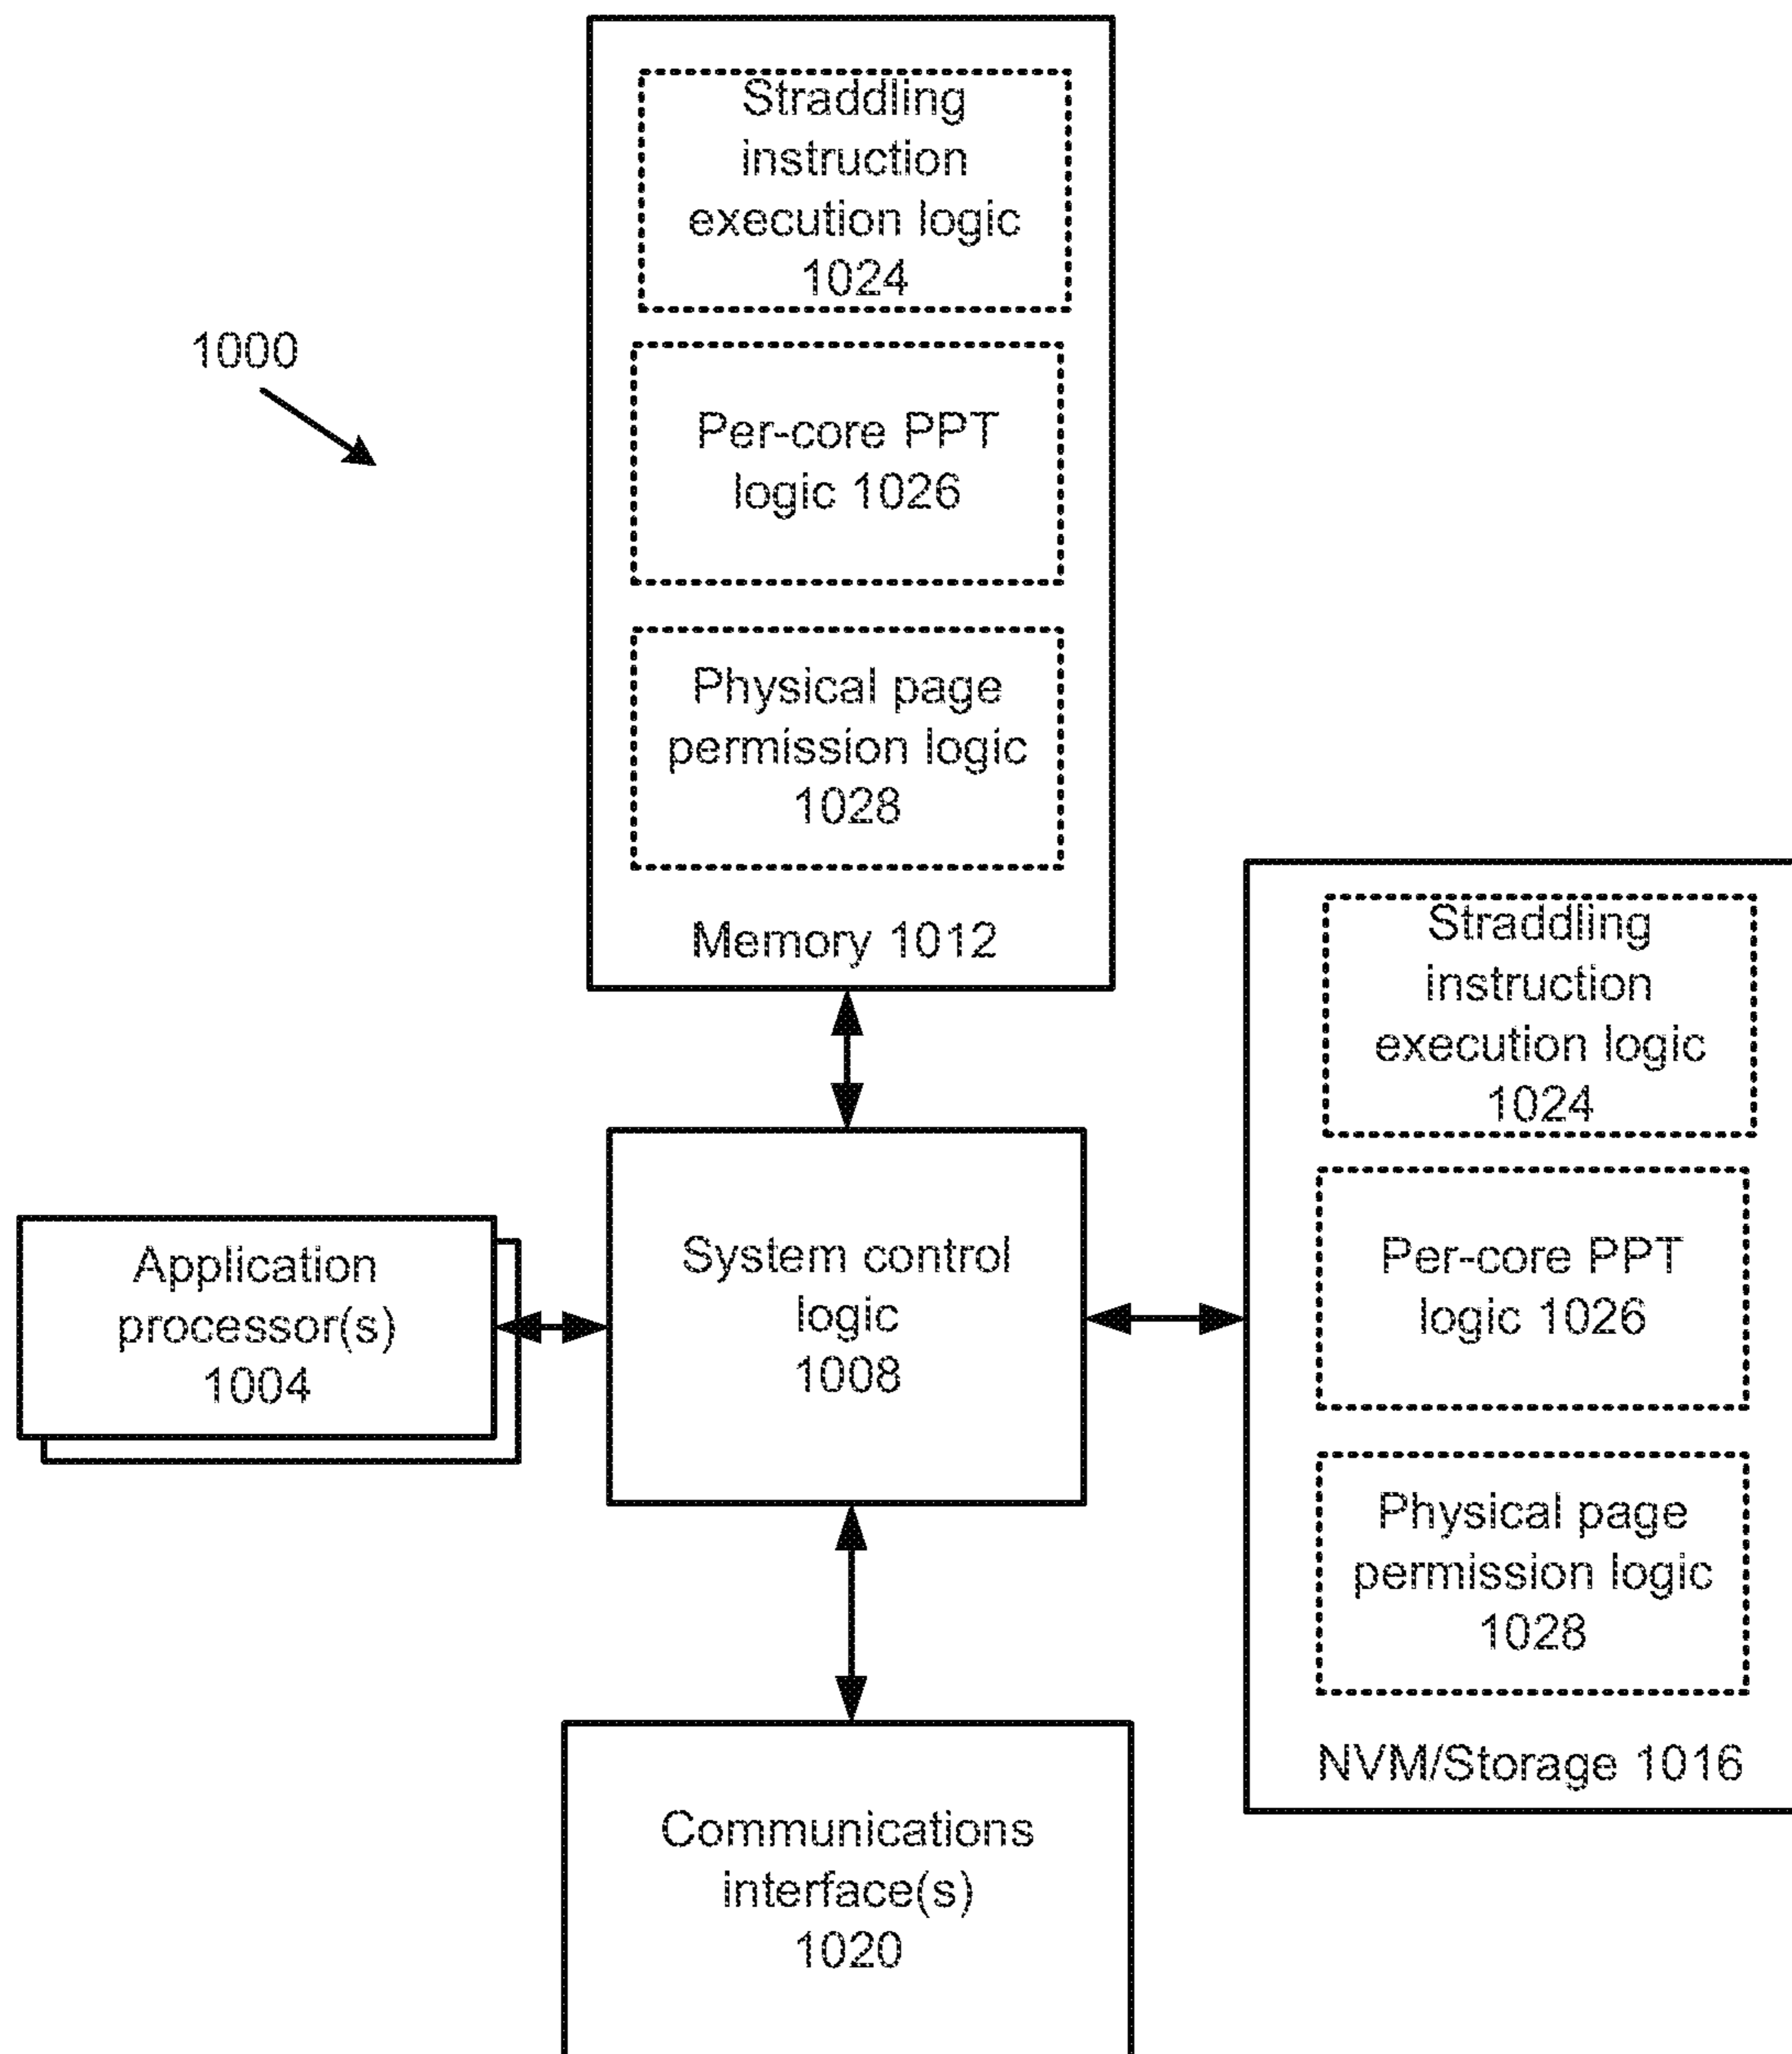 Straddling
instruction
execution logic
1024
1000
Per-core PPT
logic 1026
Physical page
permission logic
1028
Memory 1012
Straddling
instruction
execution logic
1024
Application
processor(s)
1004
System control
logic
1008
Per-core PPT
logic 1026
Physical page
permission logic
1028
NVM/Storage 1016
Communications
interface(s)
1020